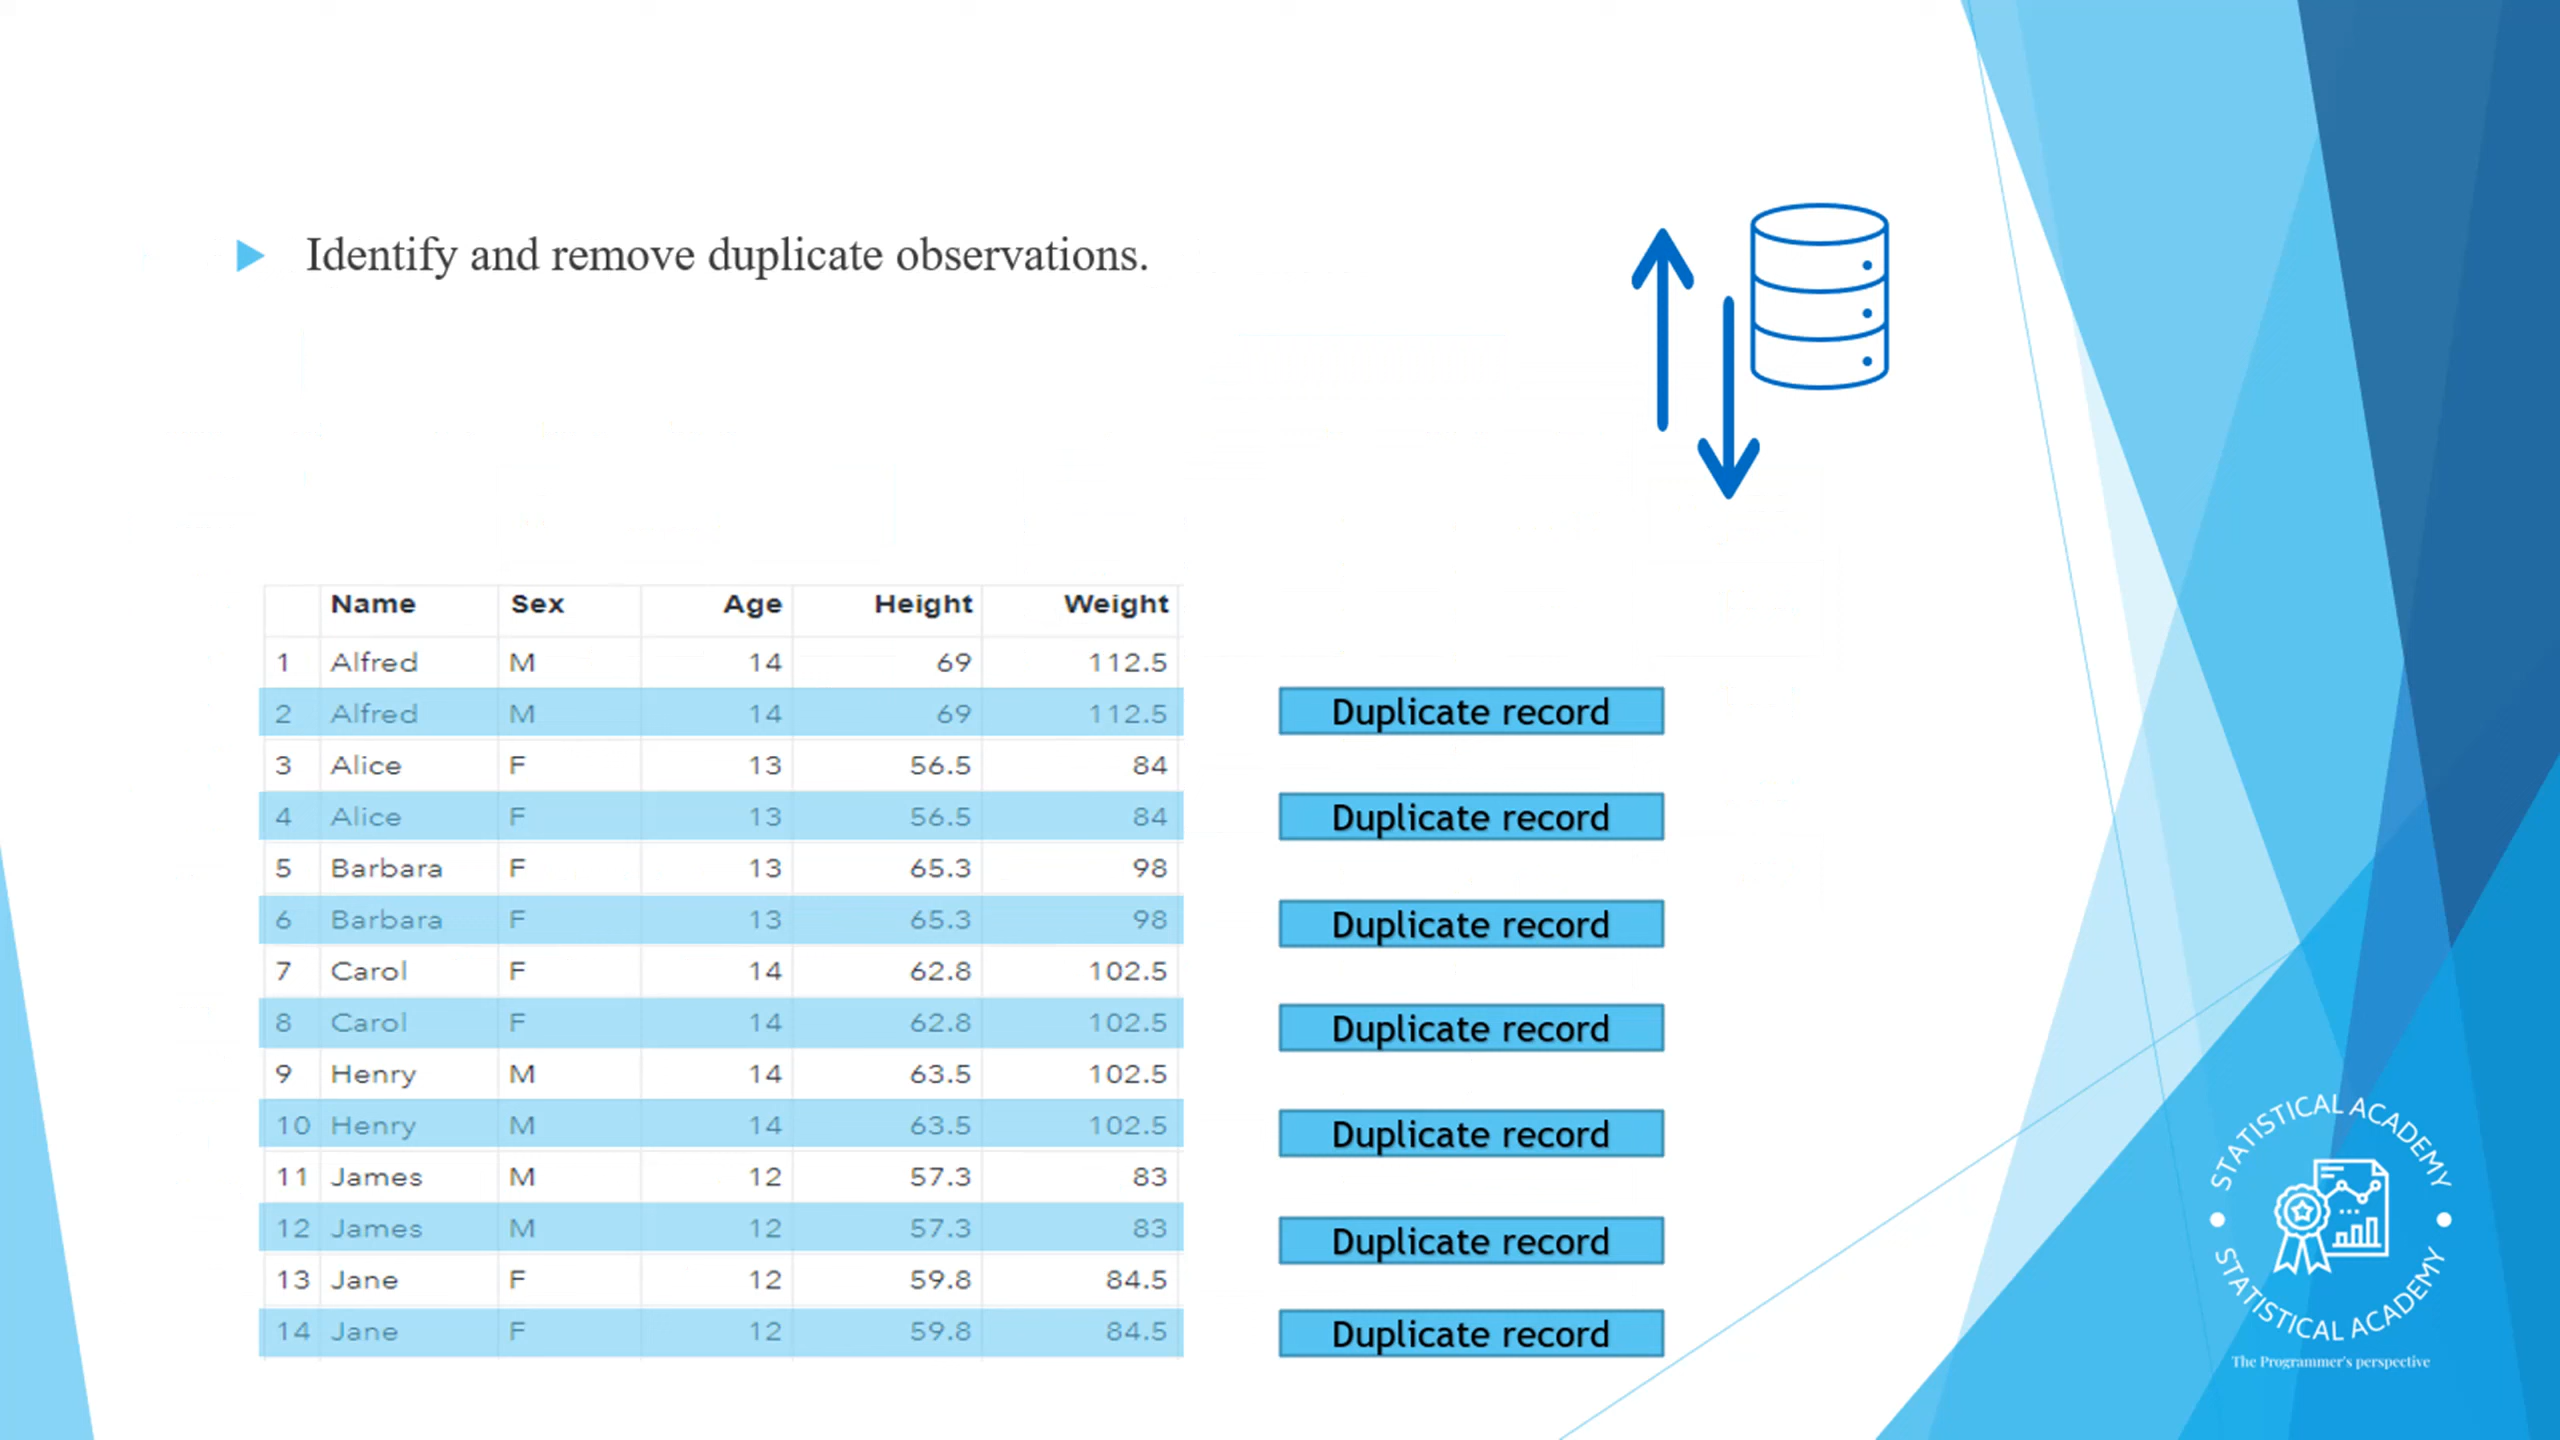 Identify and remove duplicate observations.
Name Sex Age Height Weight
1 Alfred M 14 69 112.5
2 Alfred M 14 69 112.5 Duplicate record
3 Alice F 13 56.5 84
4 Alice F 13 56.5 84 Duplicate record
5 Barbara F 13 65.3 98
6 Barbara F 13 65.3 98 Duplicate record
7 Carol F 14 62.8 102.5
8 Carol F 14 62.8 102.5 Duplicate record
9 Henry M 14 63.5 102.5
10 Henry M 14 63.5 102.5 Duplicate record
11 James M 12 57.3 83
12 James M 12 57.3 83 Duplicate record
13 Jane F 12 59.8 84.5
14 Jane F 12 59.8 84.5 Duplicate record
STATISTICAL ACADEMY
STATISTICAL ACADEMY
The Programmer's perspective